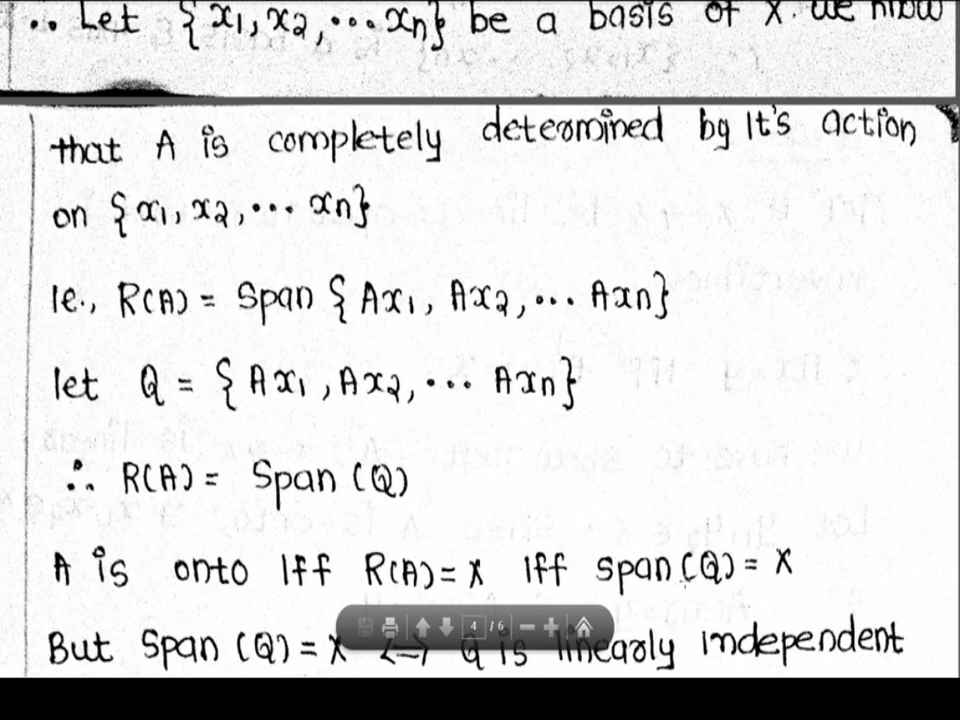 ∴ Let {x1, x2, ... xn} be a basis of X. we know
that A is completely determined by It's action
on {x1, x2, ... xn}
Ie., R(A) = Span {Ax1, Ax2, ... Axn}
let Q = {Ax1, Ax2, ... Axn}
∴ R(A) = Span (Q)
A is onto Iff R(A) = X Iff span (Q) = X
4 / 6
But Span (Q) = X <=> Q is linearly independent